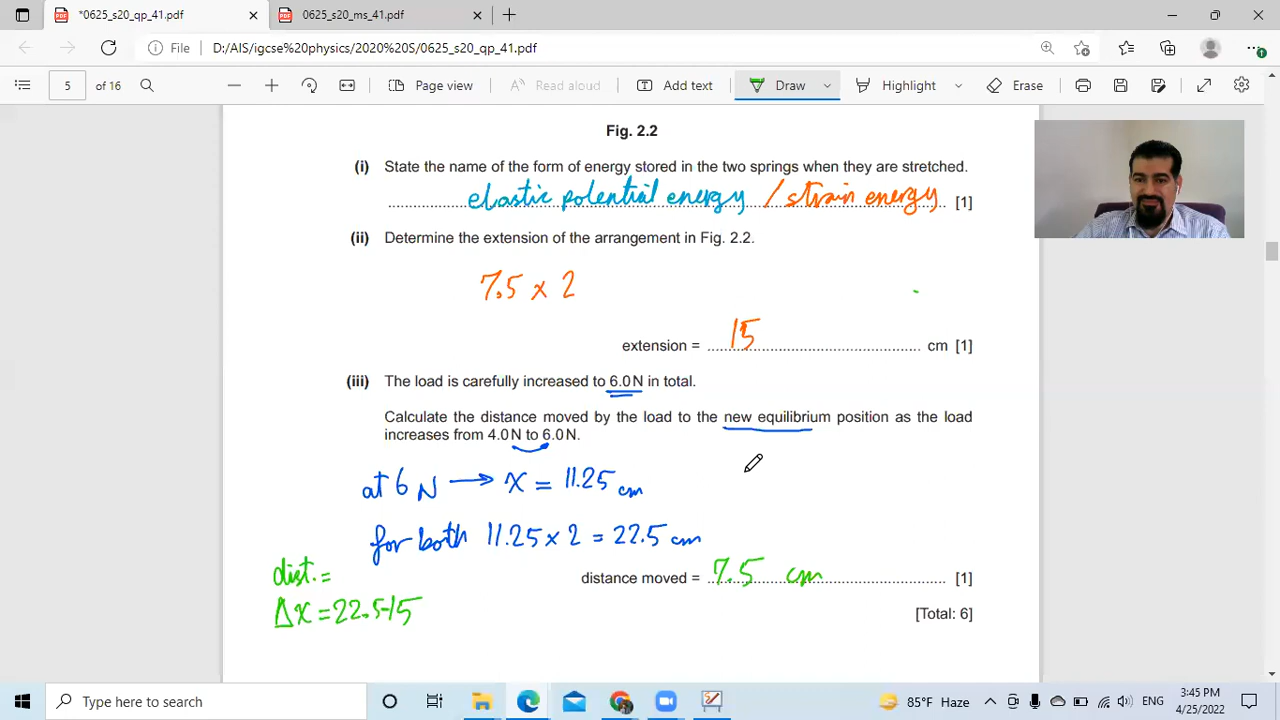 *0625_s20_qp_41.pdf
0625_s20_ms_41.pdf
File
D:/AIS/igcse%20physics/2020%20S/0625_s20_qp_41.pdf
5 of 16
Page view
Read aloud
Add text
Draw
Highlight
Erase
Fig. 2.2
(i) State the name of the form of energy stored in the two springs when they are stretched.
elastic potential energy / strain energy [1]
(ii) Determine the extension of the arrangement in Fig. 2.2.
7.5 x 2
extension = 15 cm [1]
(iii) The load is carefully increased to 6.0 N in total.
Calculate the distance moved by the load to the new equilibrium position as the load
increases from 4.0 N to 6.0 N.
at 6 N → x = 11.25 cm
for both 11.25 x 2 = 22.5 cm
dist. =
distance moved = 7.5 cm [1]
Δx = 22.5-15
[Total: 6]
Type here to search
85°F Haze
ENG
3:45 PM
4/25/2022